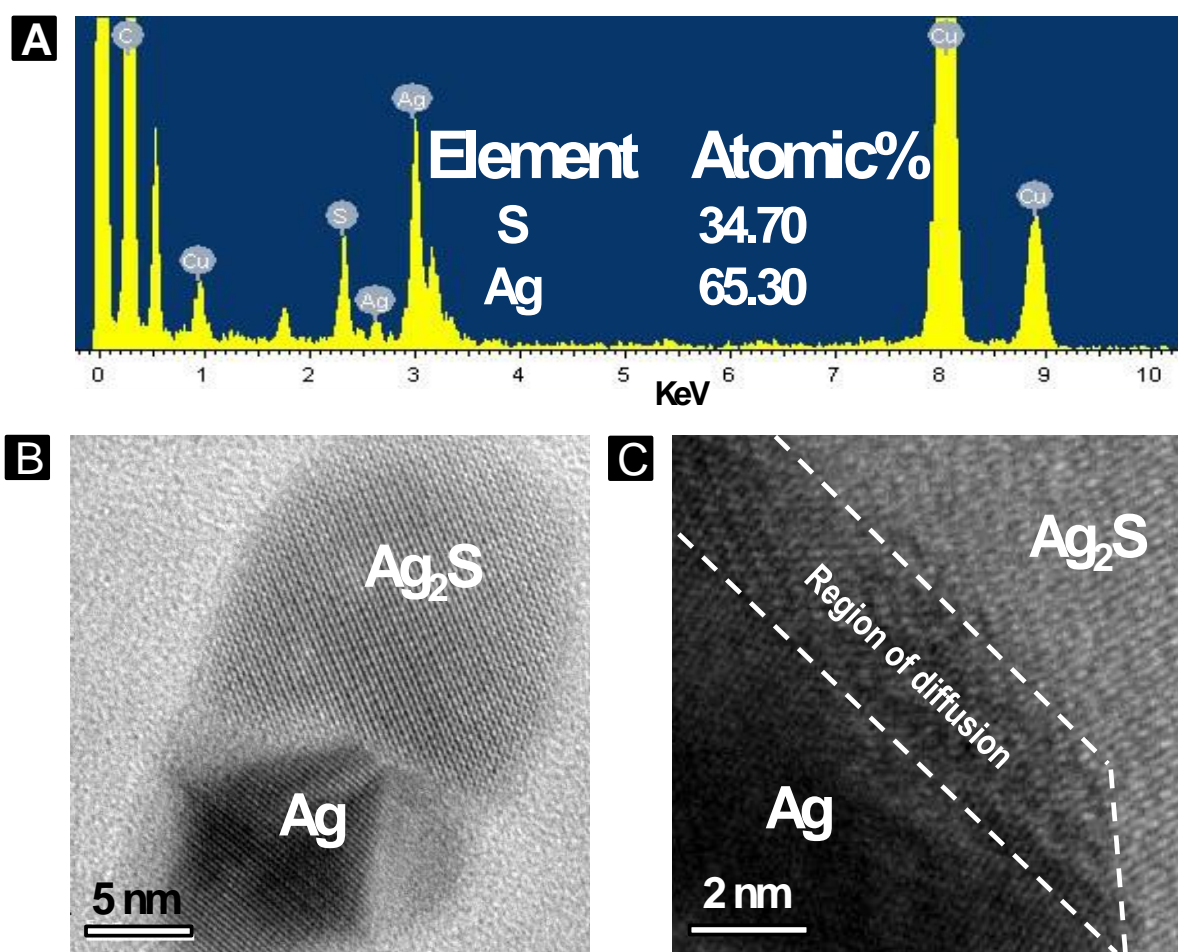 A
C
Cu
Ag
Cu
S
Cu
Ag
Element Atomic%
S 34.70
Ag 65.30
0 1 2 3 4 5 6 7 8 9 10
KeV
B
Ag₂S
Ag
5 nm
C
Ag₂S
Region of diffusion
Ag
2 nm